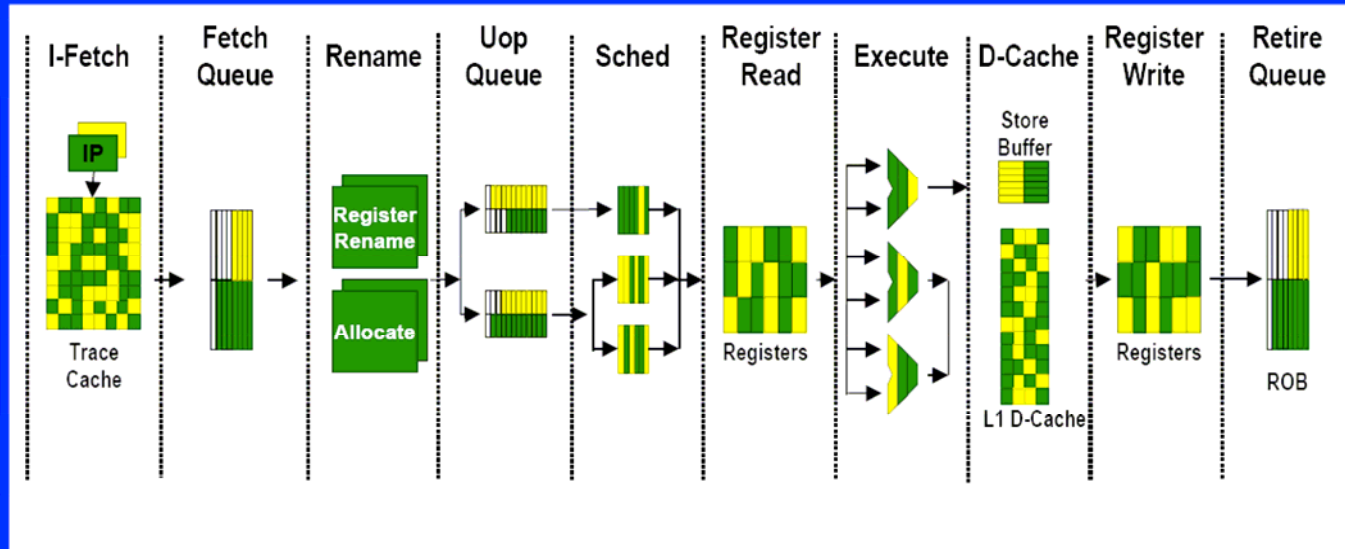 I-Fetch
Fetch
Queue
Rename
Uop
Queue
Sched
Register
Read
Execute
D-Cache
Register
Write
Retire
Queue
IP
Trace
Cache
Register
Rename
Allocate
Registers
Store
Buffer
L1 D-Cache
Registers
ROB